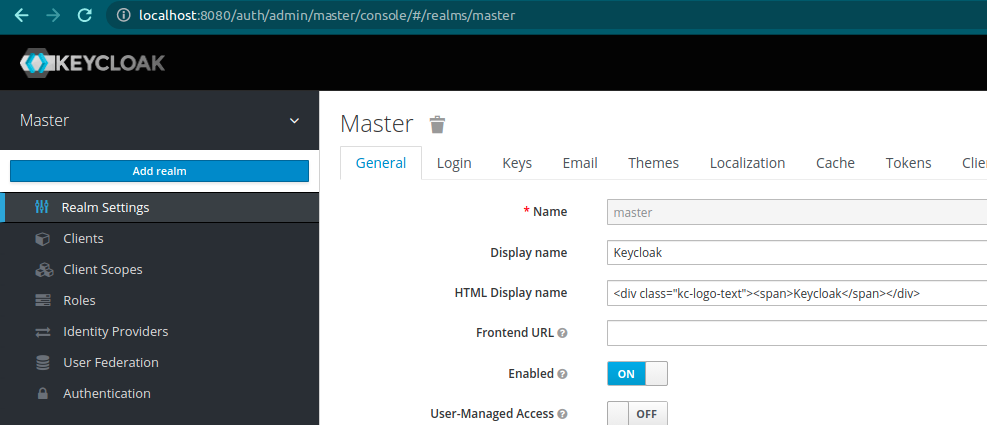 localhost:8080/auth/admin/master/console/#/realms/master
KEYCLOAK
Master
Add realm
Realm Settings
Clients
Client Scopes
Roles
Identity Providers
User Federation
Authentication
Master
General Login Keys Email Themes Localization Cache Tokens Clie
* Name master
Display name Keycloak
HTML Display name <div class="kc-logo-text"><span>Keycloak</span></div>
Frontend URL
Enabled ON
User-Managed Access OFF